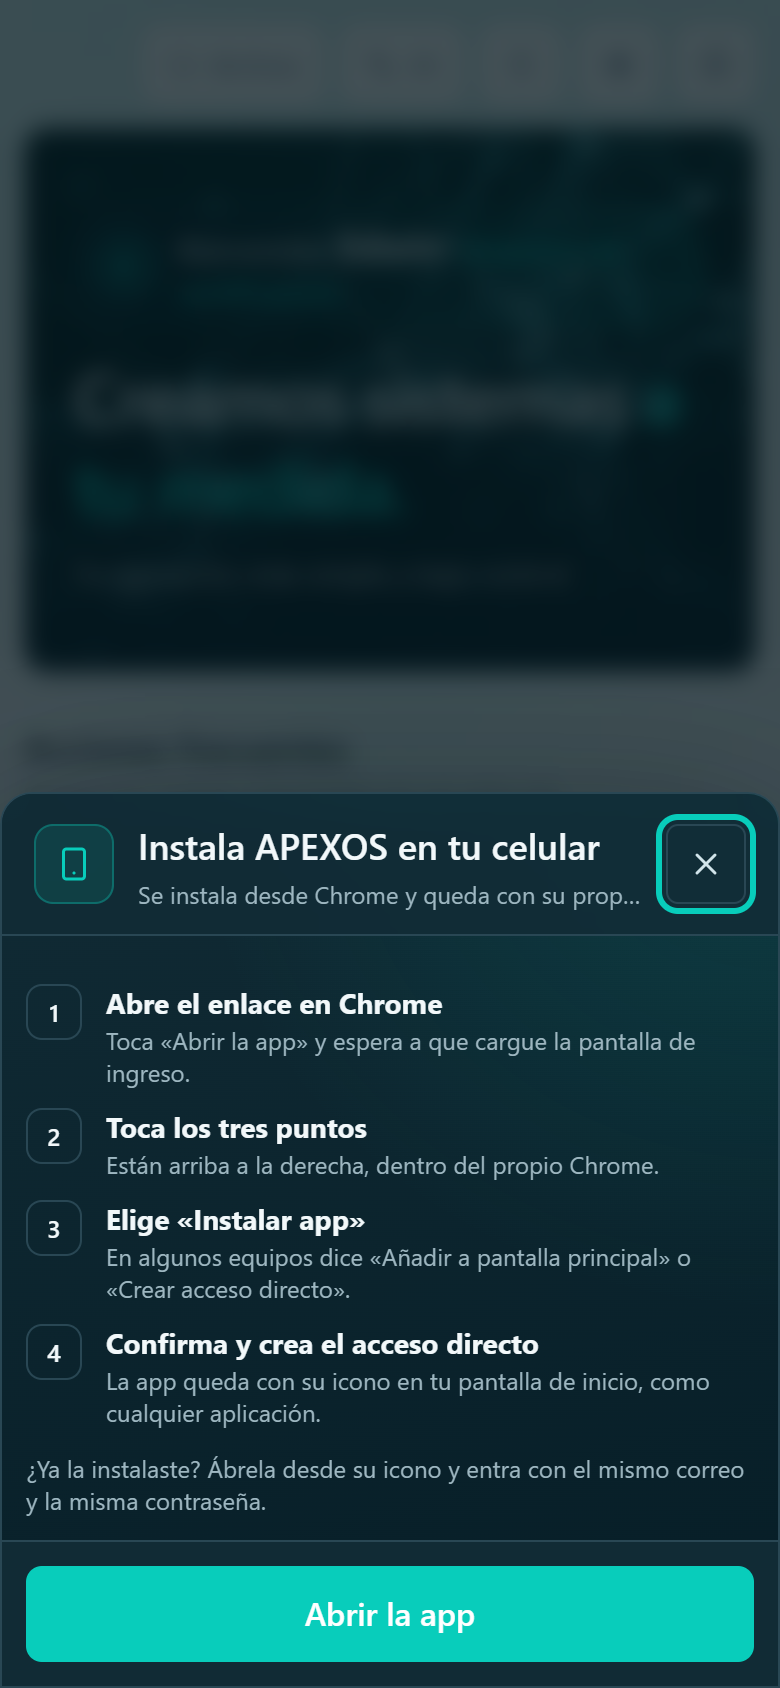 Instala APEXOS en tu celular
Se instala desde Chrome y queda con su prop...
1
Abre el enlace en Chrome
Toca «Abrir la app» y espera a que cargue la pantalla de
ingreso.
2
Toca los tres puntos
Están arriba a la derecha, dentro del propio Chrome.
3
Elige «Instalar app»
En algunos equipos dice «Añadir a pantalla principal» o
«Crear acceso directo».
4
Confirma y crea el acceso directo
La app queda con su icono en tu pantalla de inicio, como
cualquier aplicación.
¿Ya la instalaste? Ábrela desde su icono y entra con el mismo correo
y la misma contraseña.
Abrir la app